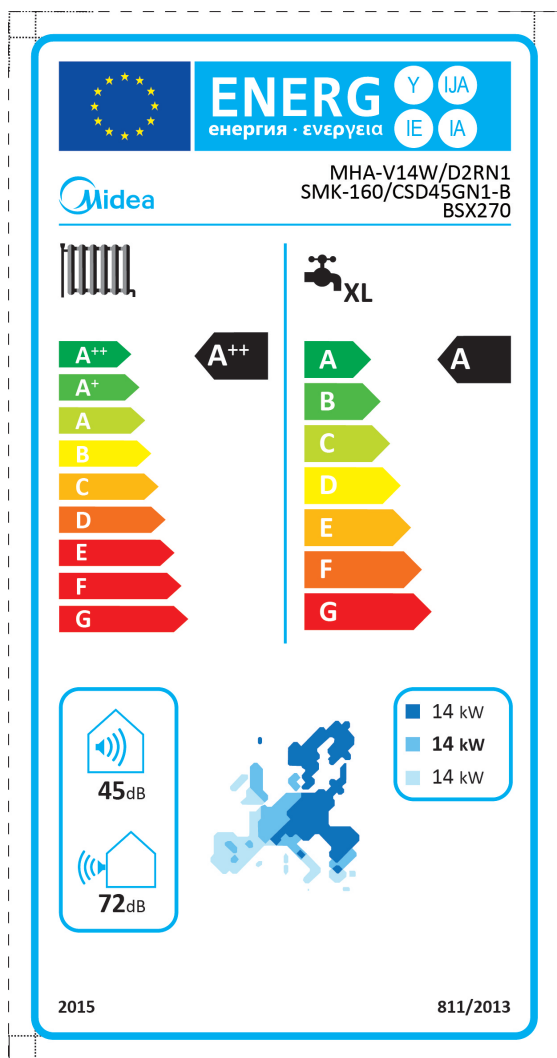 ENERG
енергия · ενεργεια
Y
IJA
IE
IA
Midea
MHA-V14W/D2RN1
SMK-160/CSD45GN1-B
BSX270
XL
A++
A+
A
B
C
D
E
F
G
A++
A
B
C
D
E
F
G
A
45dB
72dB
14 kW
14 kW
14 kW
2015
811/2013